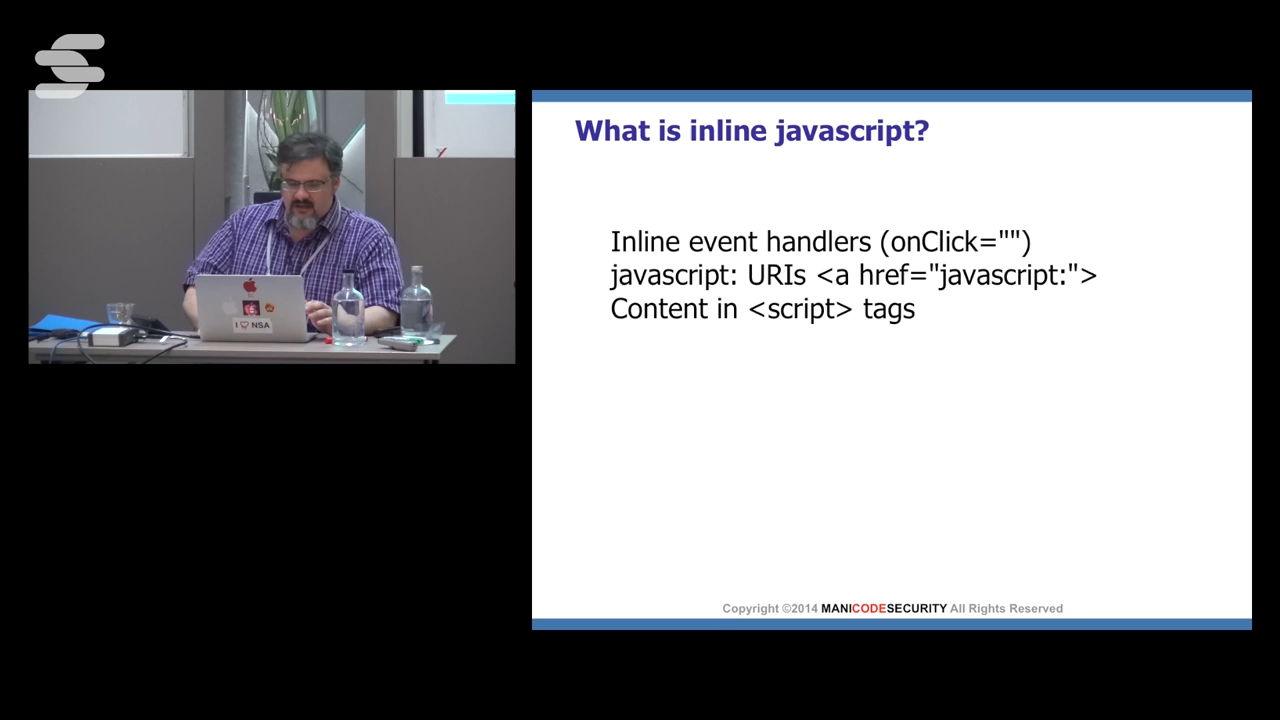 What is inline javascript?
Inline event handlers (onClick="")
javascript: URIs <a href="javascript:">
Content in <script> tags
I ♡ NSA
Copyright ©2014 MANICODESECURITY All Rights Reserved